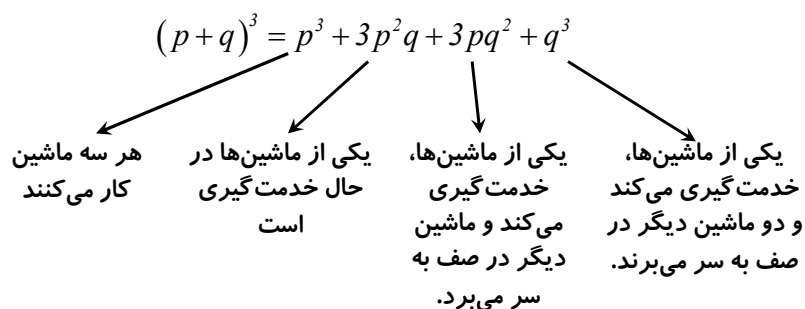 (p+q)³ = p³ + 3p²q + 3pq² + q³
هر سه ماشین
کار می‌کنند
یکی از ماشین‌ها در
حال خدمت‌گیری
است
یکی از ماشین‌ها،
خدمت‌گیری
می‌کند و ماشین
دیگر در صف به
سر می‌برد.
یکی از ماشین‌ها،
خدمت‌گیری می‌کند
و دو ماشین دیگر در
صف به سر می‌برند.